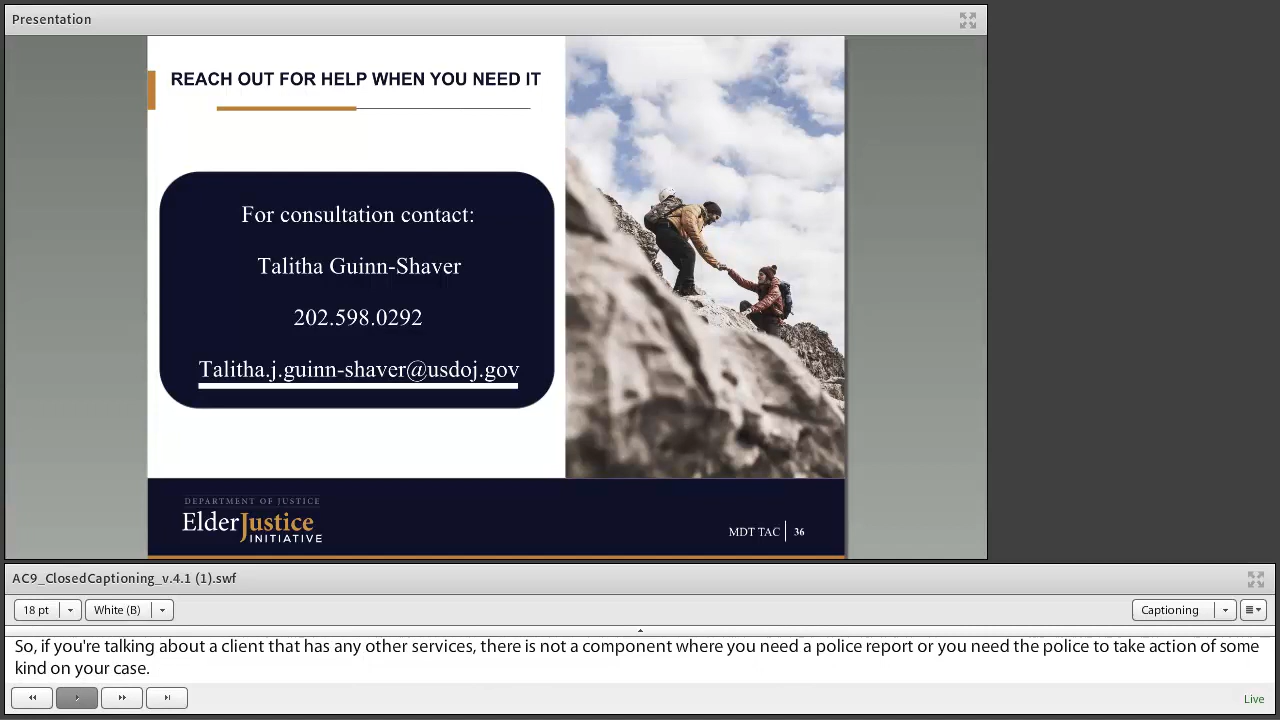 Presentation
REACH OUT FOR HELP WHEN YOU NEED IT
For consultation contact:
Talitha Guinn-Shaver
202.598.0292
Talitha.j.guinn-shaver@usdoj.gov
DEPARTMENT OF JUSTICE
ElderJustice
INITIATIVE
MDT TAC 36
AC9_ClosedCaptioning_v.4.1 (1).swf
18 pt White (B) Captioning
So, if you're talking about a client that has any other services, there is not a component where you need a police report or you need the police to take action of some
kind on your case.
Live